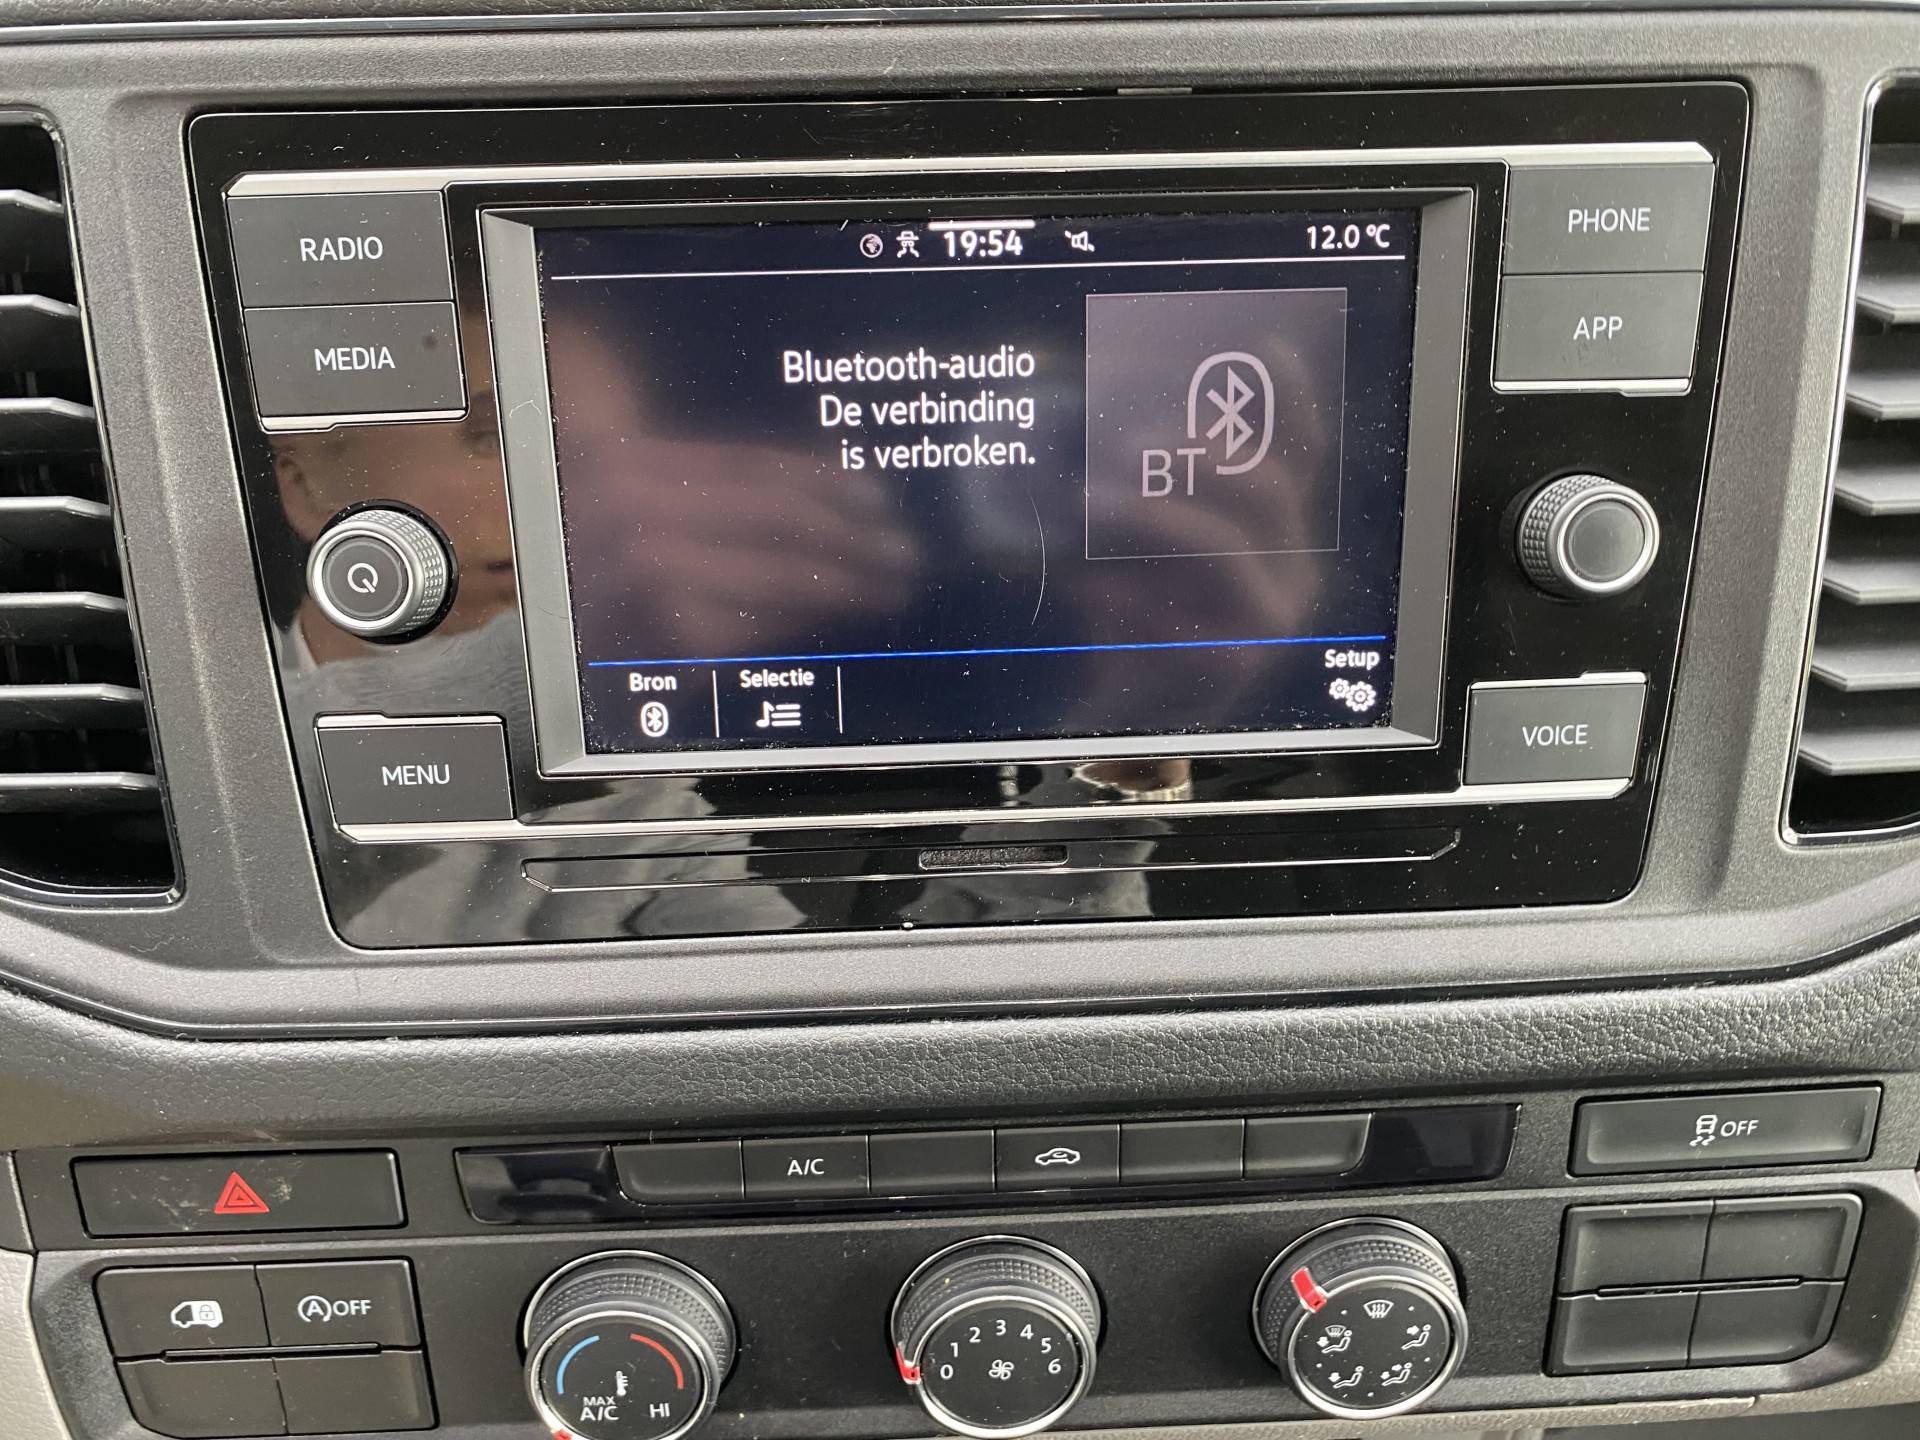 RADIO
MEDIA
MENU
19:54
12.0 °C
Bluetooth-audio
De verbinding
is verbroken.
BT
Bron
Selectie
Setup
PHONE
APP
VOICE
A/C
OFF
A OFF
MAX
A/C
HI
0 1 2 3 4 5 6